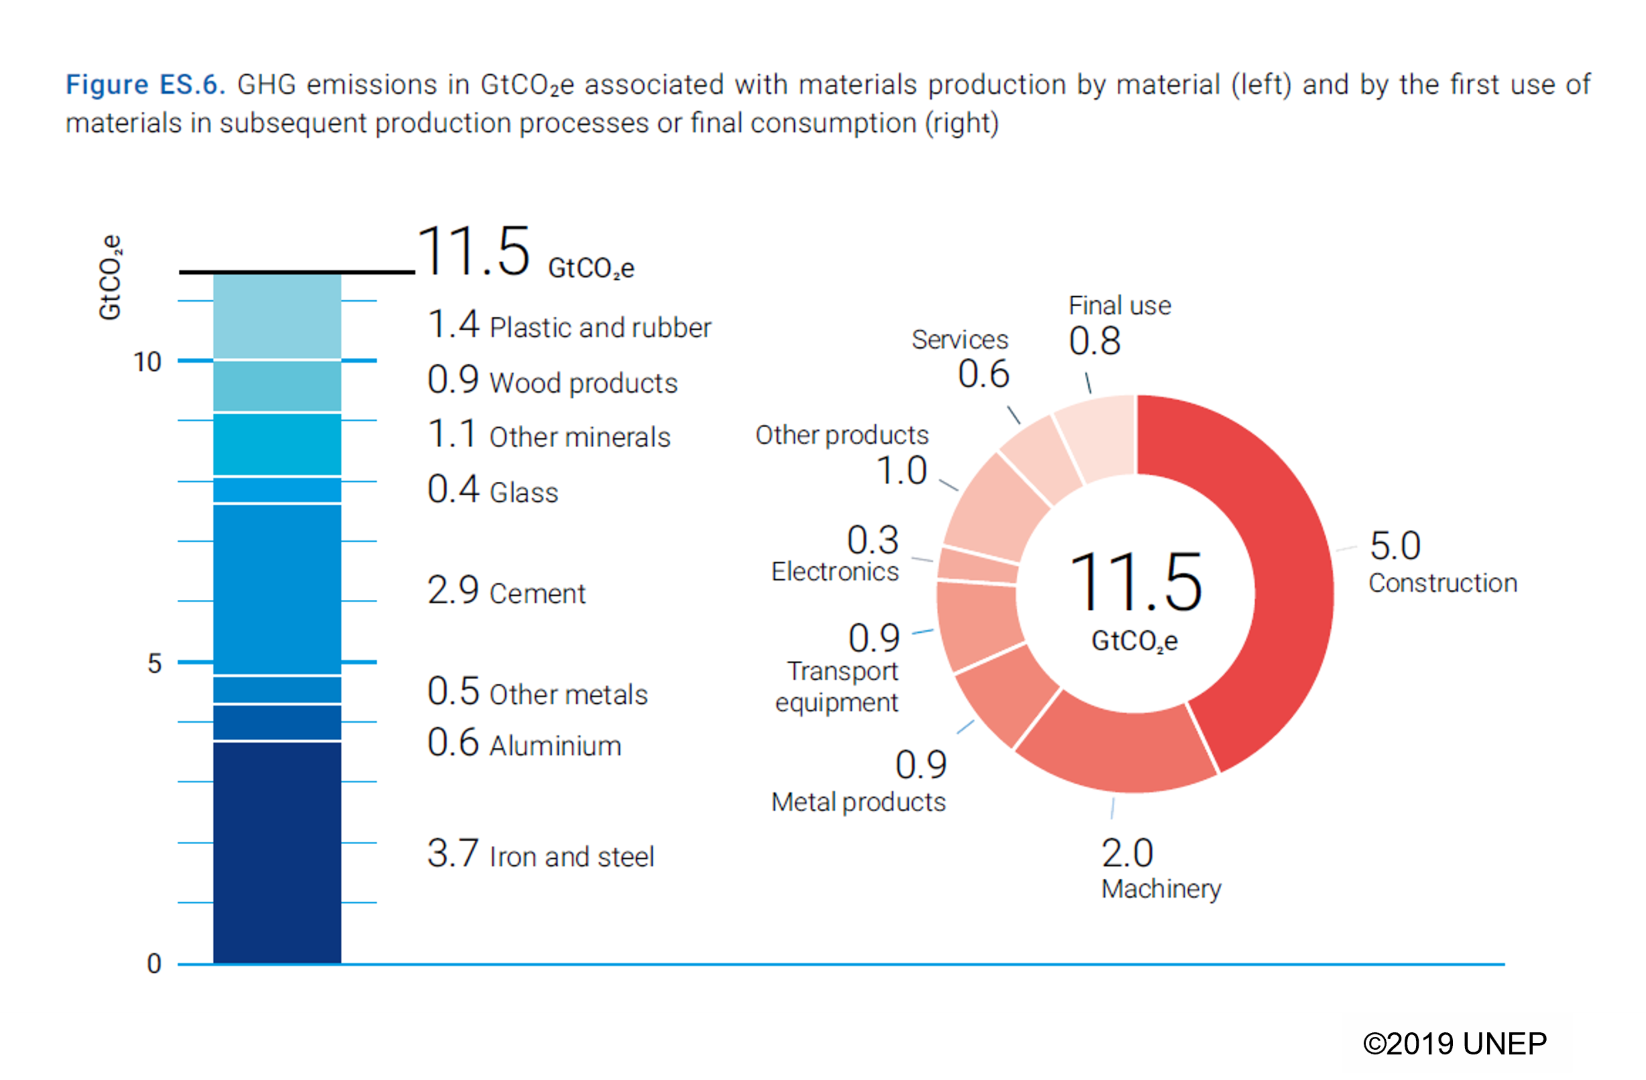 Figure ES.6. GHG emissions in GtCO₂e associated with materials production by material (left) and by the first use of
materials in subsequent production processes or final consumption (right)
GtCO₂e
10
5
0
11.5 GtCO₂e
1.4 Plastic and rubber
0.9 Wood products
1.1 Other minerals
0.4 Glass
2.9 Cement
0.5 Other metals
0.6 Aluminium
3.7 Iron and steel
Final use
0.8
Services
0.6
Other products
1.0
0.3
Electronics
0.9
Transport
equipment
0.9
Metal products
2.0
Machinery
5.0
Construction
11.5
GtCO₂e
©2019 UNEP